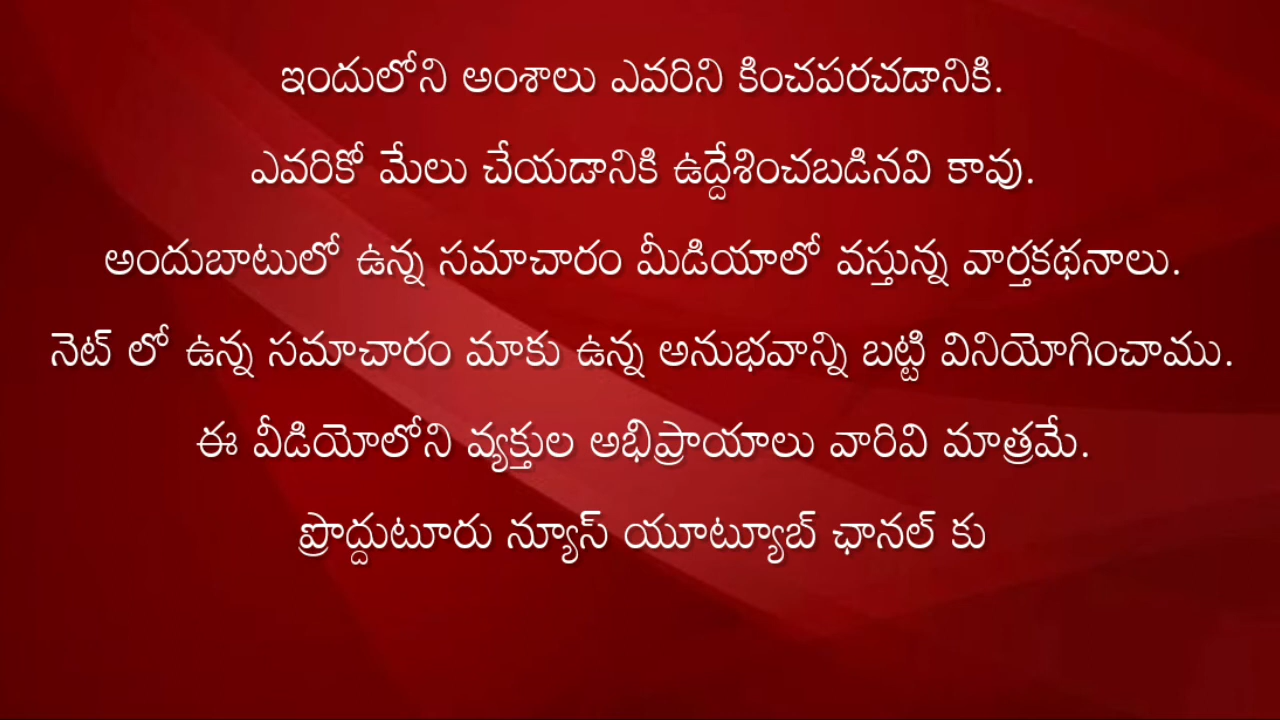 ఇందులోని అంశాలు ఎవరిని కించపరచడానికి.
ఎవరికో మేలు చేయడానికి ఉద్దేశించబడినవి కావు.
అందుబాటులో ఉన్న సమాచారం మీడియాలో వస్తున్న వార్తకథనాలు.
నెట్ లో ఉన్న సమాచారం మాకు ఉన్న అనుభవాన్ని బట్టి వినియోగించాము.
ఈ వీడియోలోని వ్యక్తుల అభిప్రాయాలు వారివి మాత్రమే.
ప్రొద్దుటూరు న్యూస్ యూట్యూబ్ ఛానల్ కు